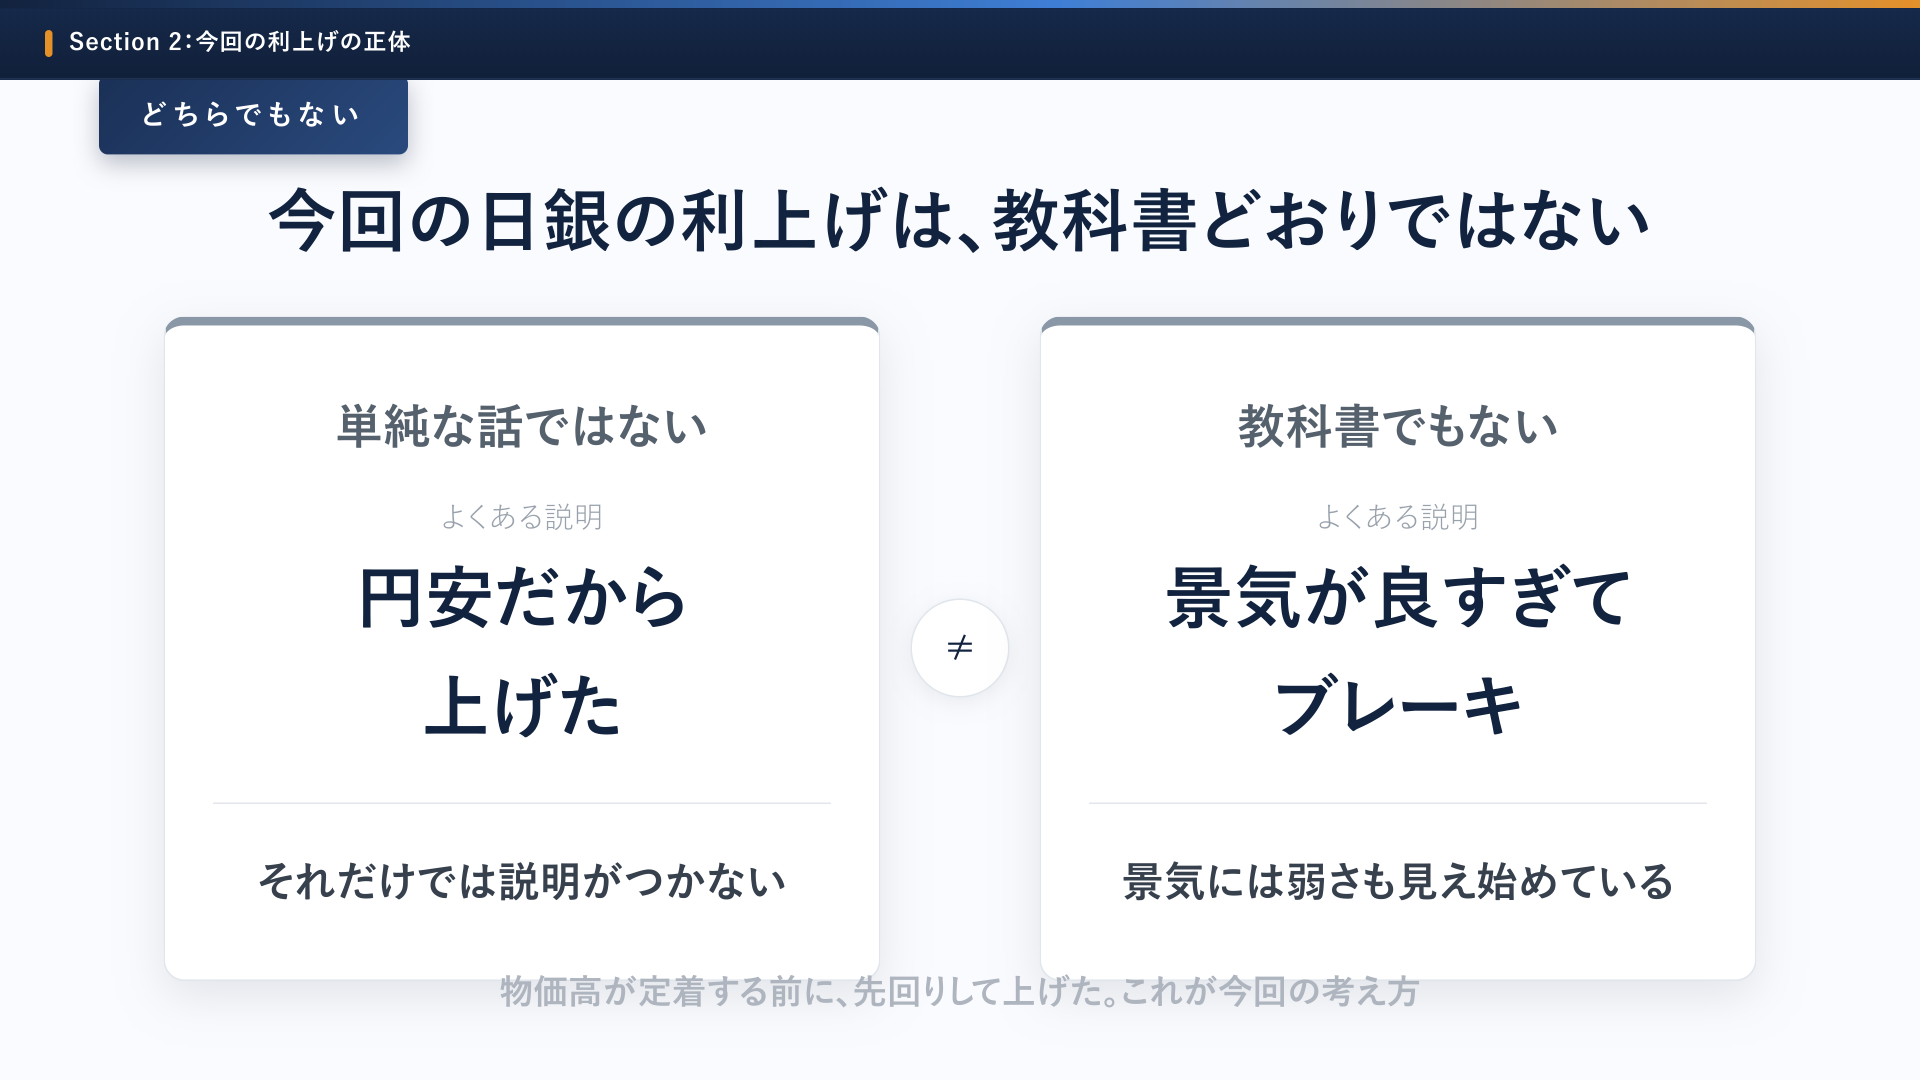 Section 2：今回の利上げの正体
どちらでもない
今回の日銀の利上げは、教科書どおりではない
単純な話ではない
よくある説明
円安だから
上げた
それだけでは説明がつかない
≠
教科書でもない
よくある説明
景気が良すぎて
ブレーキ
景気には弱さも見え始めている
物価高が定着する前に、先回りして上げた。これが今回の考え方